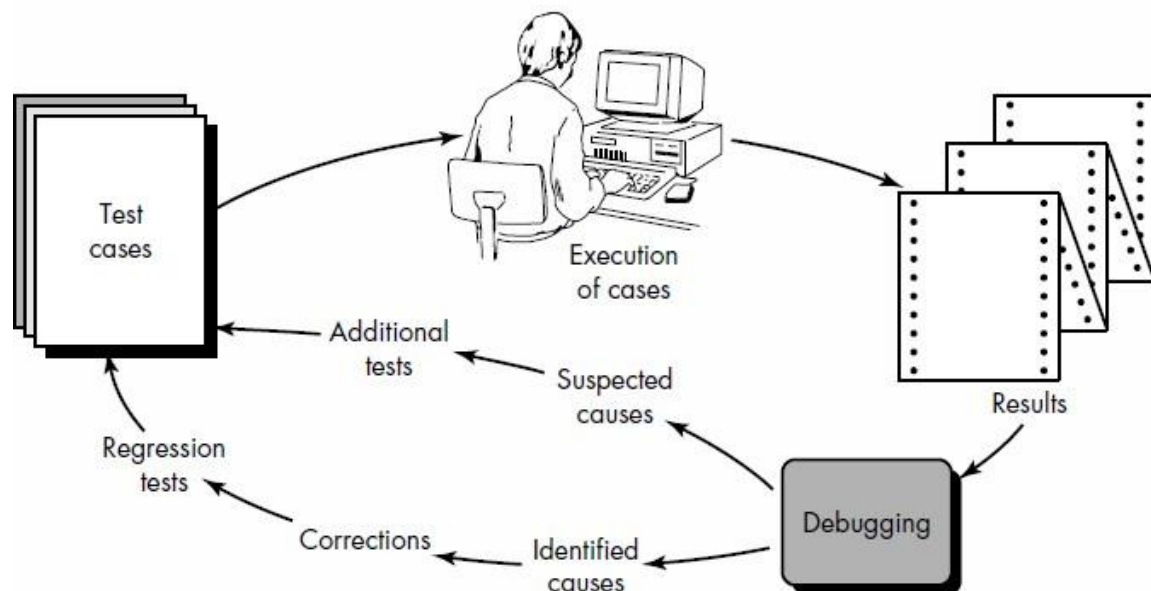 Test
cases
Execution
of cases
Results
Additional
tests
Suspected
causes
Regression
tests
Debugging
Corrections
Identified
causes